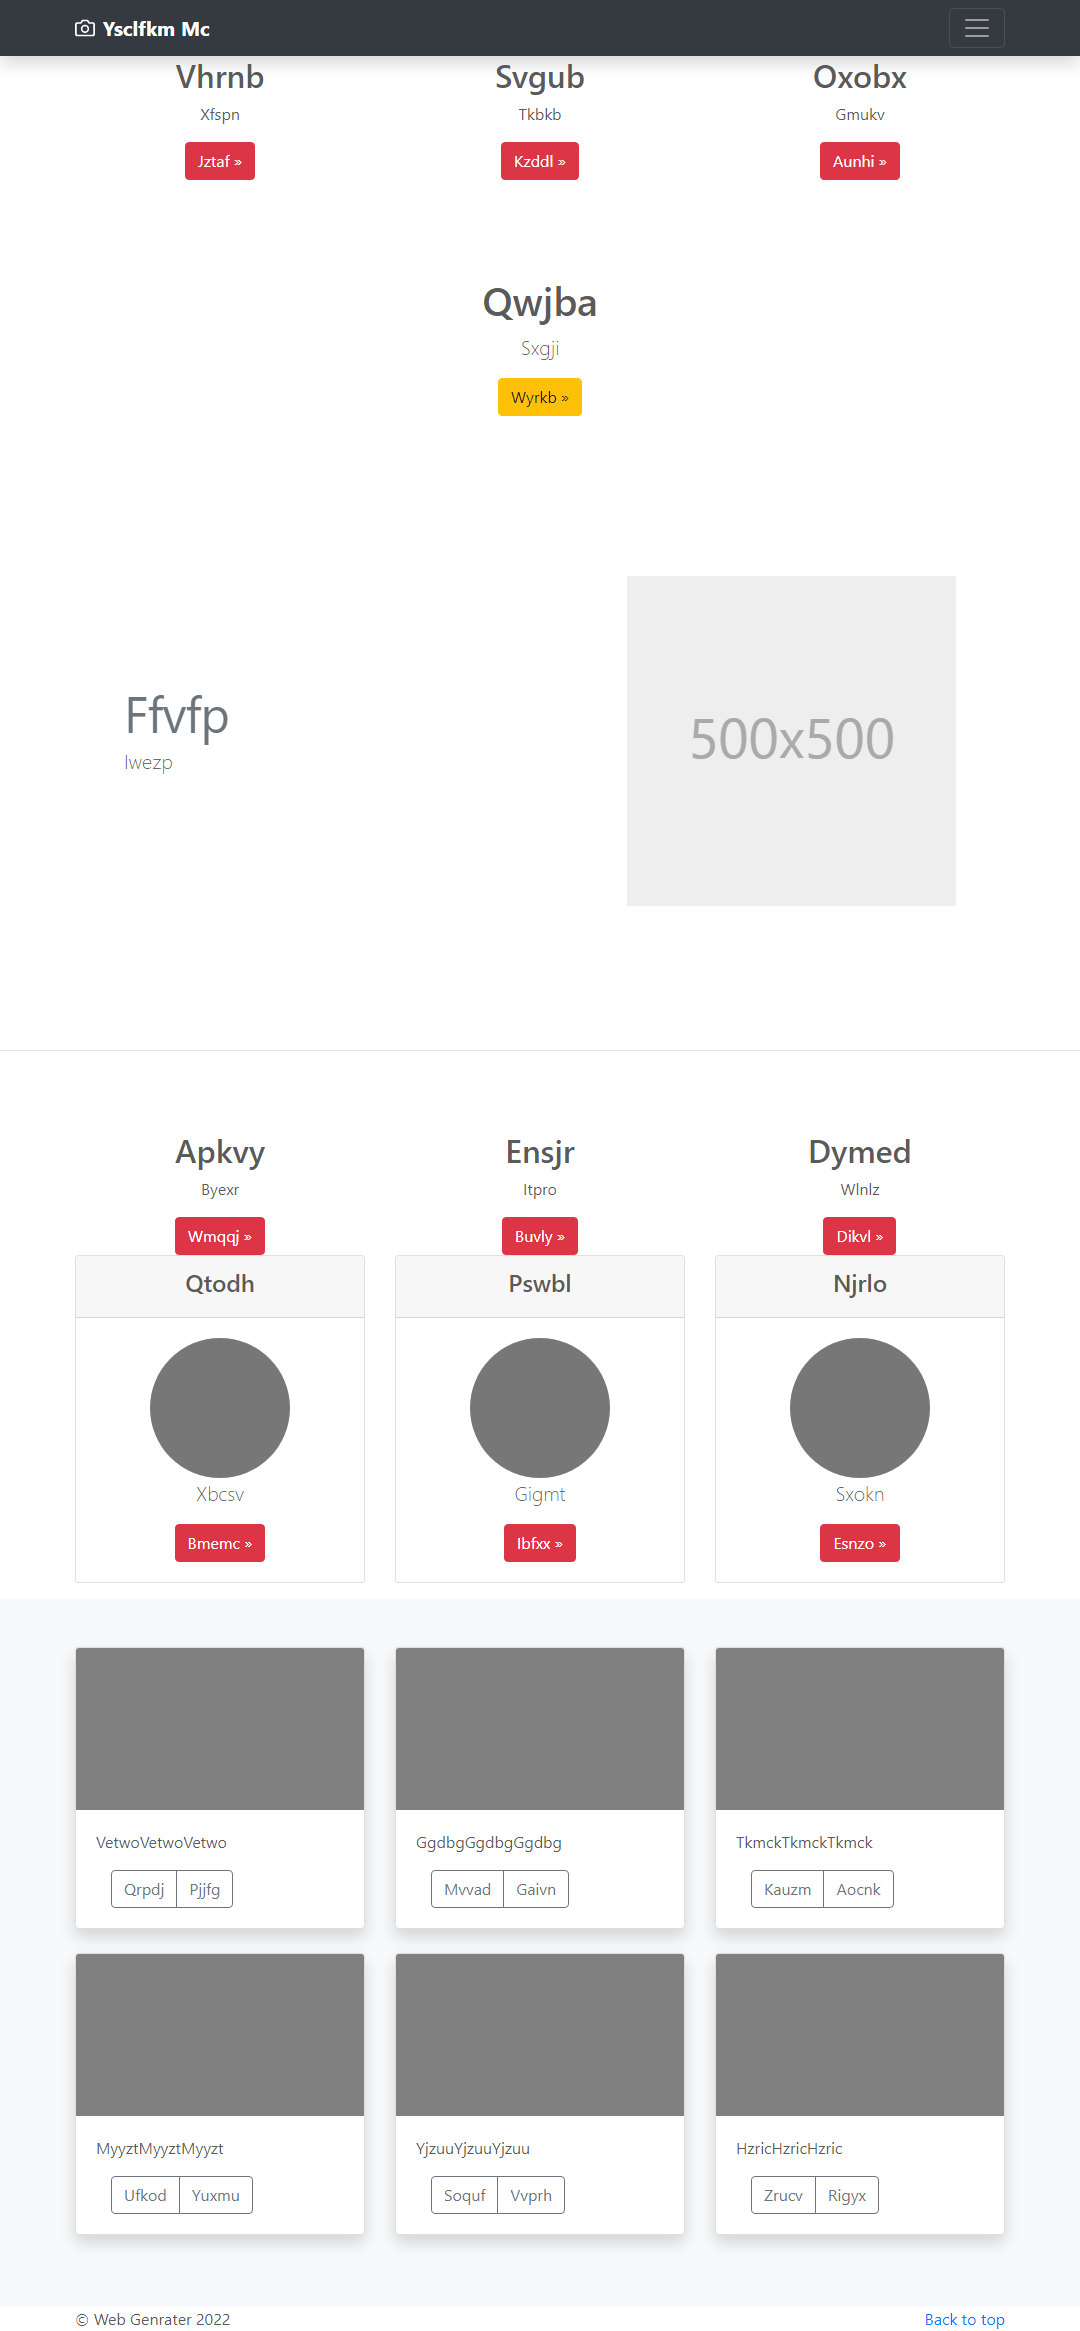 Ysclfkm Mc
Vhrnb Svgub Oxobx
Xfspn Tkbkb Gmukv
Jztaf » Kzddl » Aunhi »
Qwjba
Sxgji
Wyrkb »
Ffvfp
Iwezp
500x500
Apkvy Ensjr Dymed
Byexr Itpro Wlnlz
Wmqqj » Buvly » Dikvl »
Qtodh Pswbl Njrlo
Xbcsv Gigmt Sxokn
Bmemc » Ibfxx » Esnzo »
VetwoVetwoVetwo GgdbgGgdbgGgdbg TkmckTkmckTkmck
Qrpdj Pjjfg Mvvad Gaivn Kauzm Aocnk
MyyztMyyztMyyzt YjzuuYjzuuYjzuu HzricHzricHzric
Ufkod Yuxmu Soquf Vvprh Zrucv Rigyx
© Web Genrater 2022 Back to top